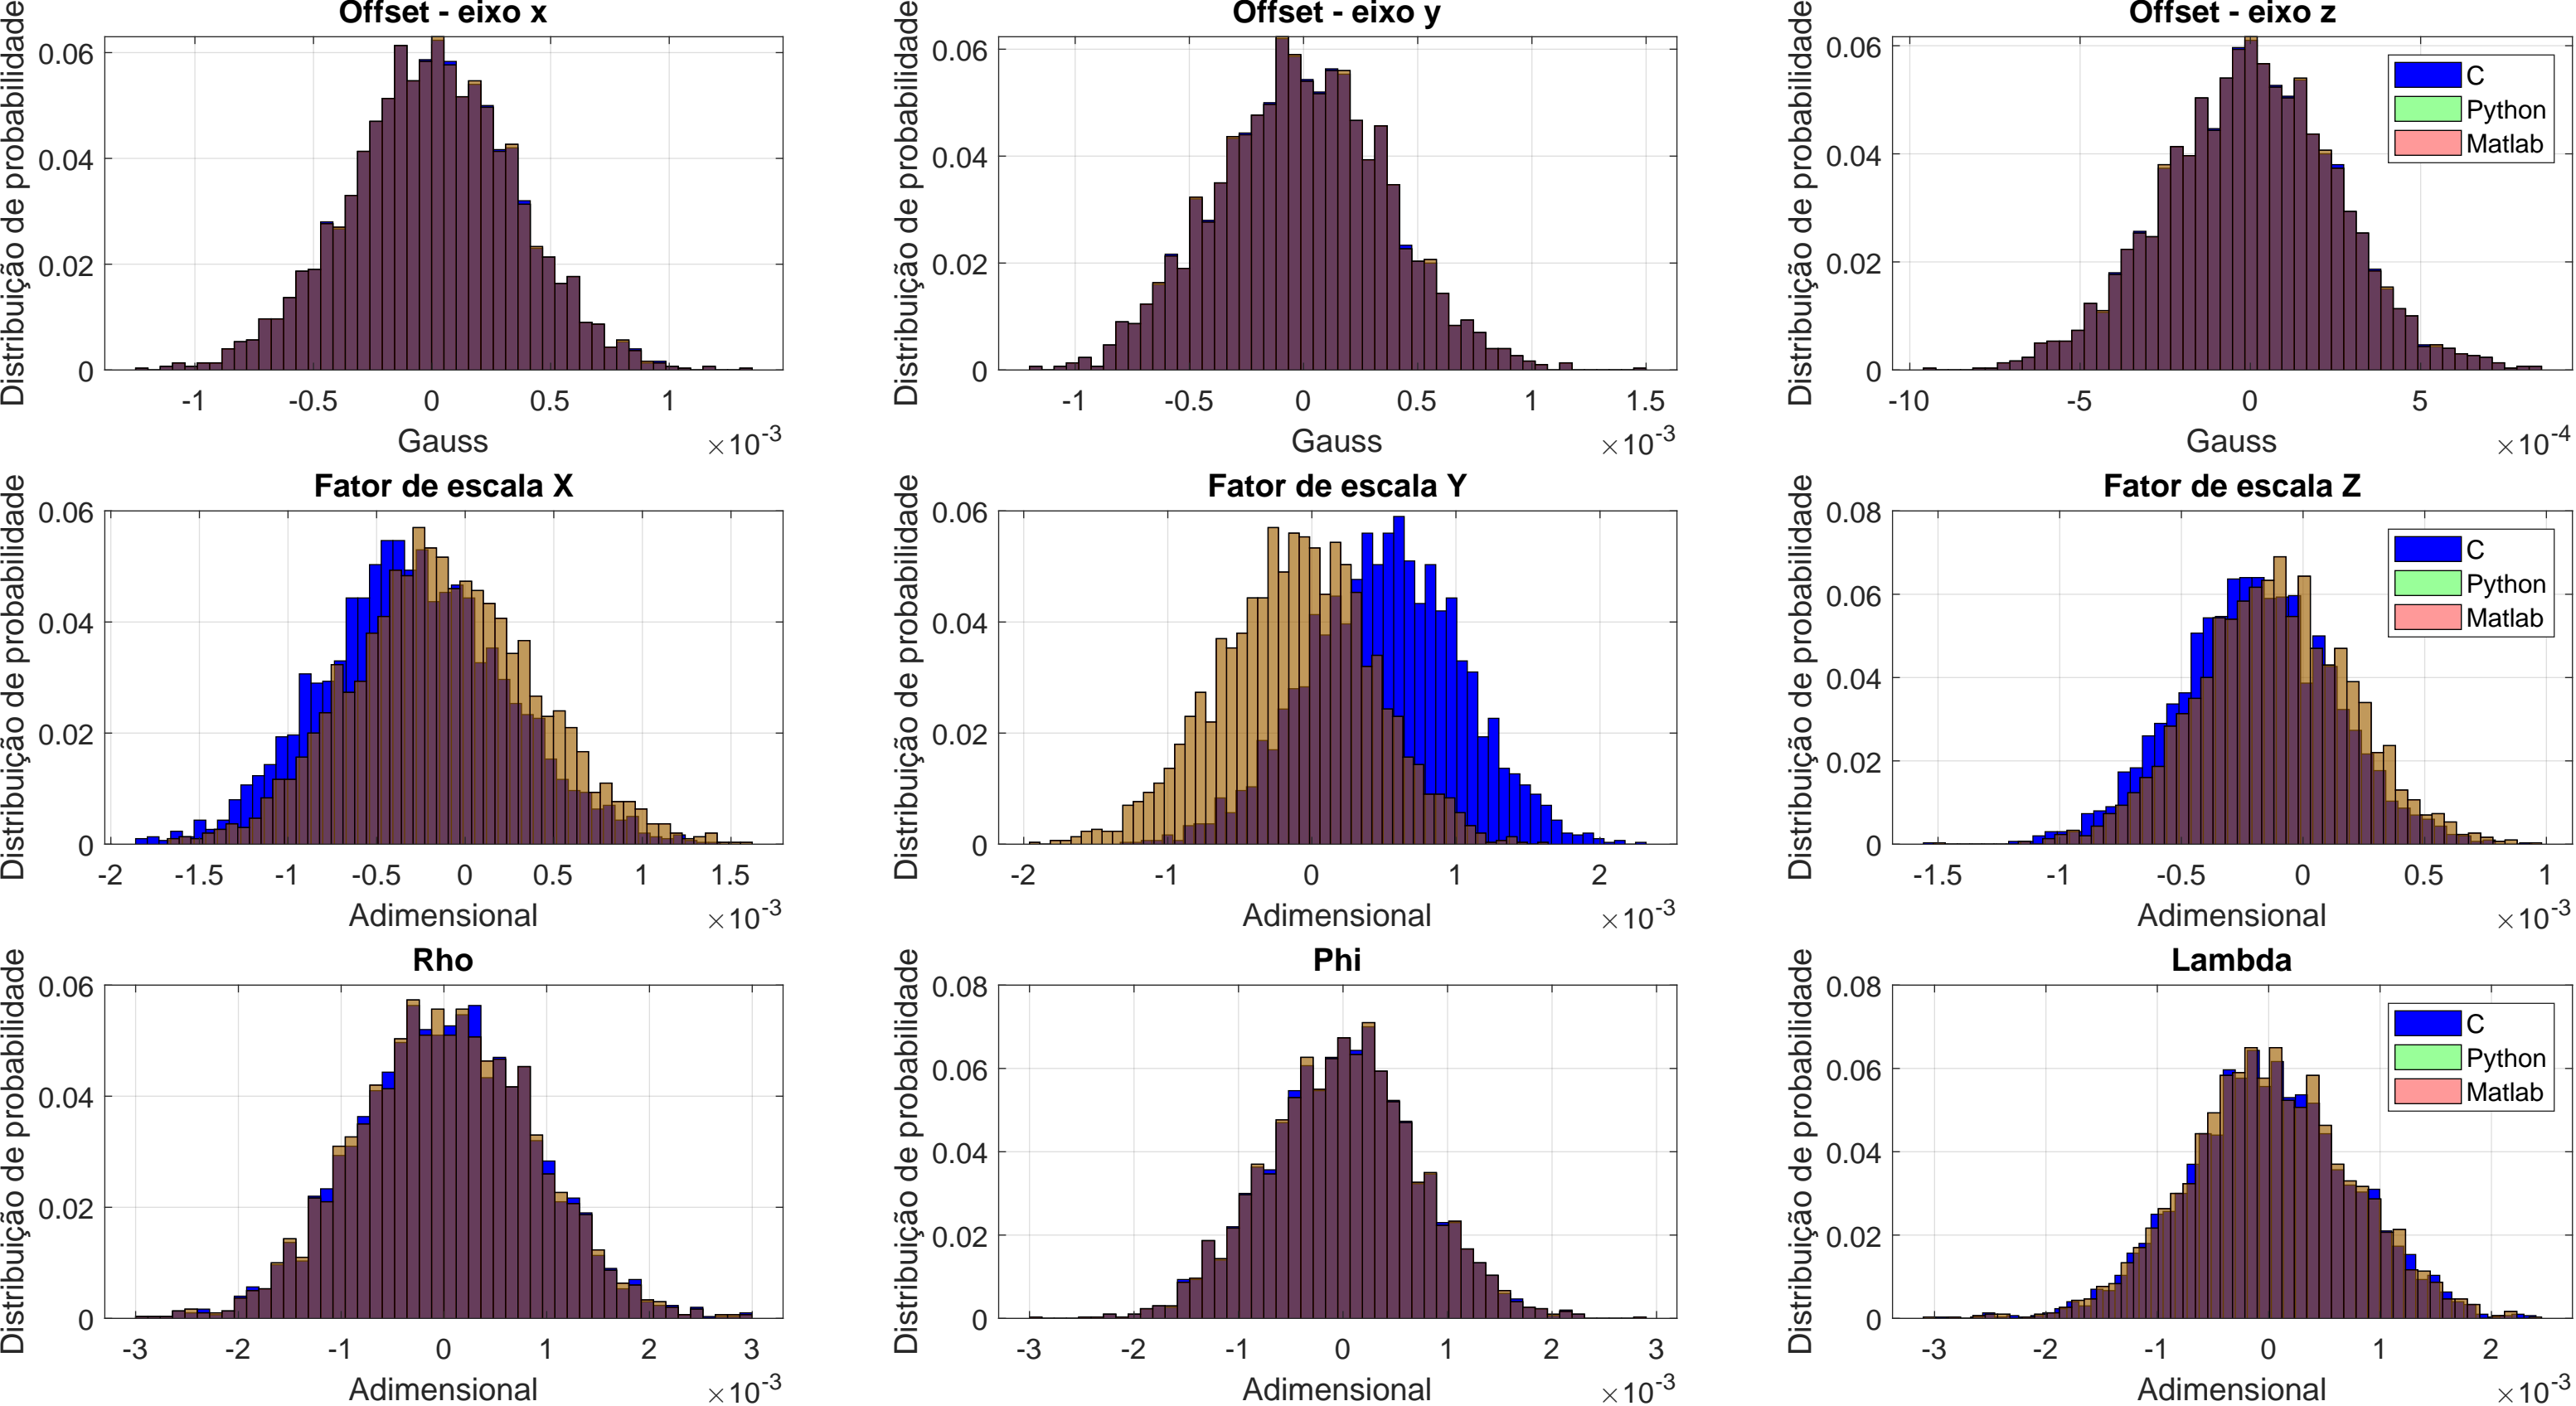 Offset - eixo x
Distribuição de probabilidade
0.06
0.04
0.02
0
-1 -0.5 0 0.5 1
Gauss
×10-3
Offset - eixo y
Distribuição de probabilidade
0.06
0.04
0.02
0
-1 -0.5 0 0.5 1 1.5
Gauss
×10-3
Offset - eixo z
Distribuição de probabilidade
0.06
0.04
0.02
0
-10 -5 0 5
Gauss
×10-4
C
Python
Matlab
Fator de escala X
Distribuição de probabilidade
0.06
0.04
0.02
0
-2 -1.5 -1 -0.5 0 0.5 1 1.5
Adimensional
×10-3
Fator de escala Y
Distribuição de probabilidade
0.06
0.04
0.02
0
-2 -1 0 1 2
Adimensional
×10-3
Fator de escala Z
Distribuição de probabilidade
0.08
0.06
0.04
0.02
0
-1.5 -1 -0.5 0 0.5 1
Adimensional
×10-3
C
Python
Matlab
Rho
Distribuição de probabilidade
0.06
0.04
0.02
0
-3 -2 -1 0 1 2 3
Adimensional
×10-3
Phi
Distribuição de probabilidade
0.08
0.06
0.04
0.02
0
-3 -2 -1 0 1 2 3
Adimensional
×10-3
Lambda
Distribuição de probabilidade
0.08
0.06
0.04
0.02
0
-3 -2 -1 0 1 2
Adimensional
×10-3
C
Python
Matlab